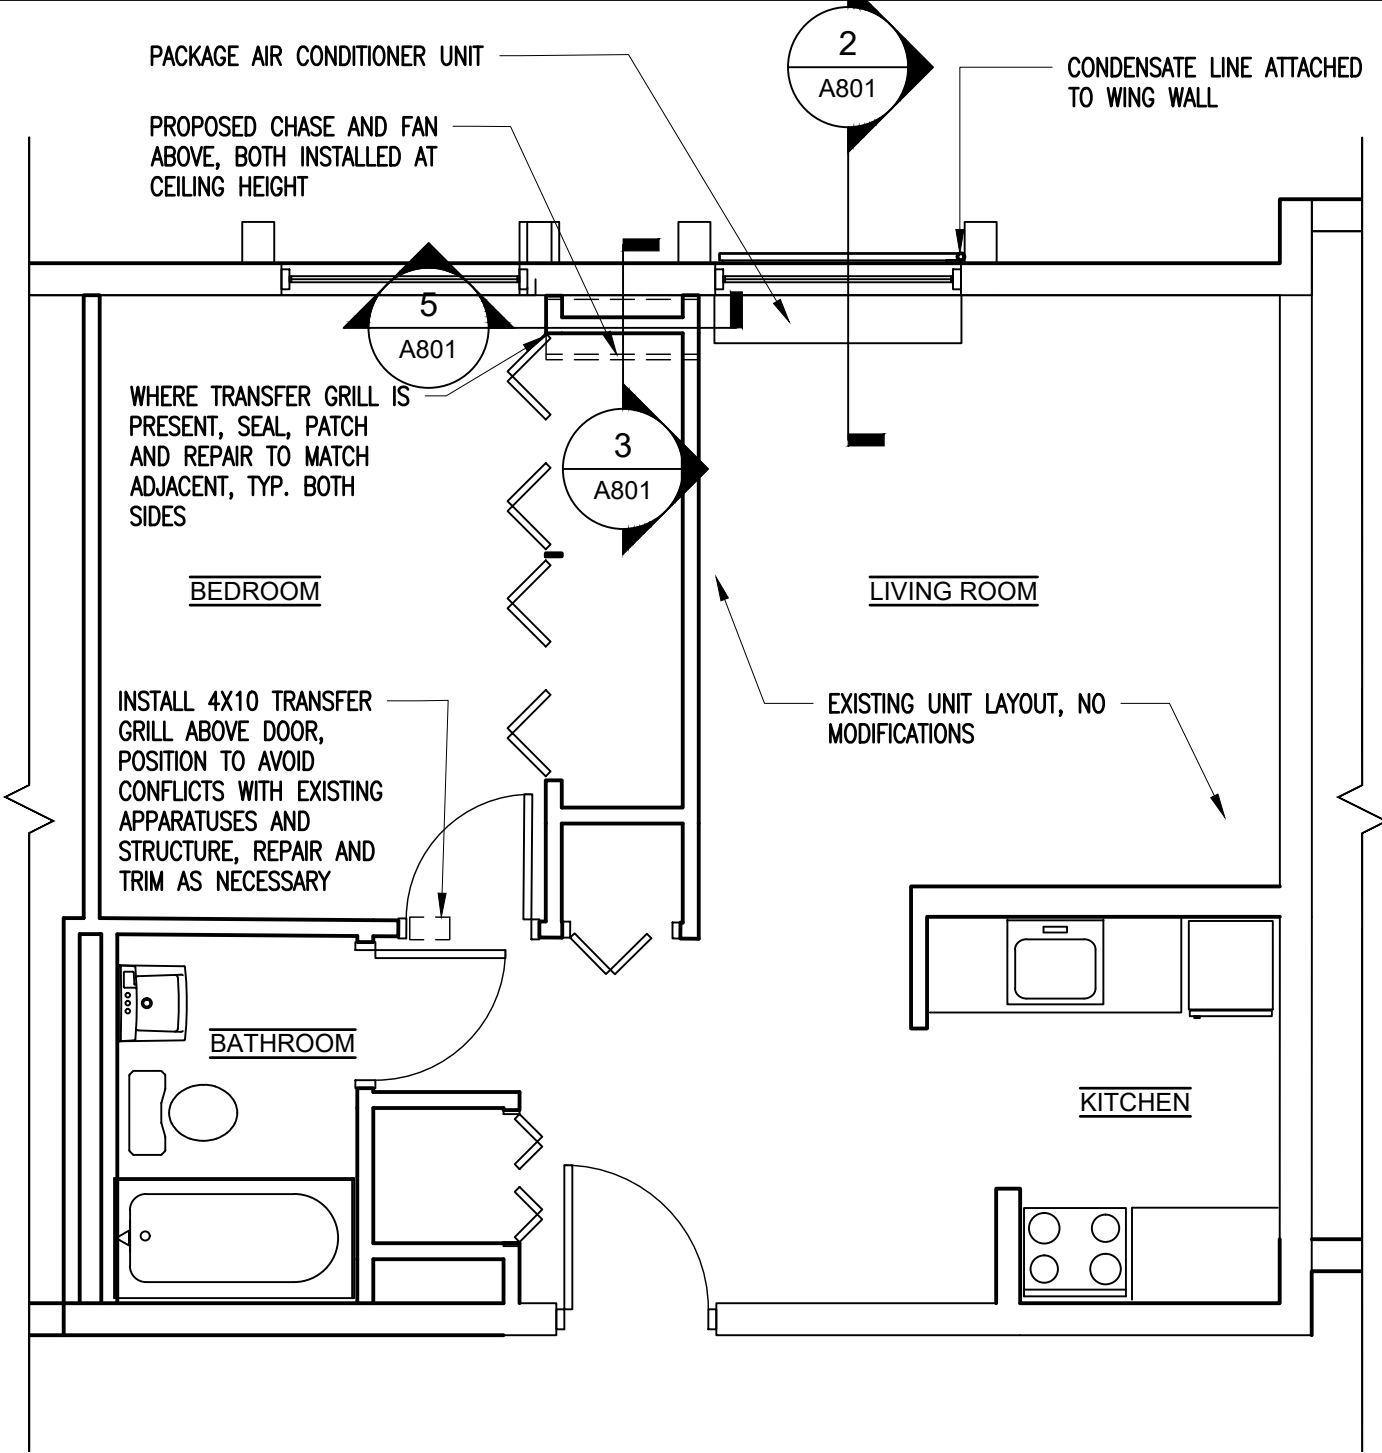 PACKAGE AIR CONDITIONER UNIT
2
A801
CONDENSATE LINE ATTACHED
TO WING WALL
PROPOSED CHASE AND FAN
ABOVE, BOTH INSTALLED AT
CEILING HEIGHT
5
A801
WHERE TRANSFER GRILL IS
PRESENT, SEAL, PATCH
AND REPAIR TO MATCH
ADJACENT, TYP. BOTH
SIDES
3
A801
BEDROOM
LIVING ROOM
INSTALL 4X10 TRANSFER
GRILL ABOVE DOOR,
POSITION TO AVOID
CONFLICTS WITH EXISTING
APPARATUSES AND
STRUCTURE, REPAIR AND
TRIM AS NECESSARY
EXISTING UNIT LAYOUT, NO
MODIFICATIONS
BATHROOM
KITCHEN